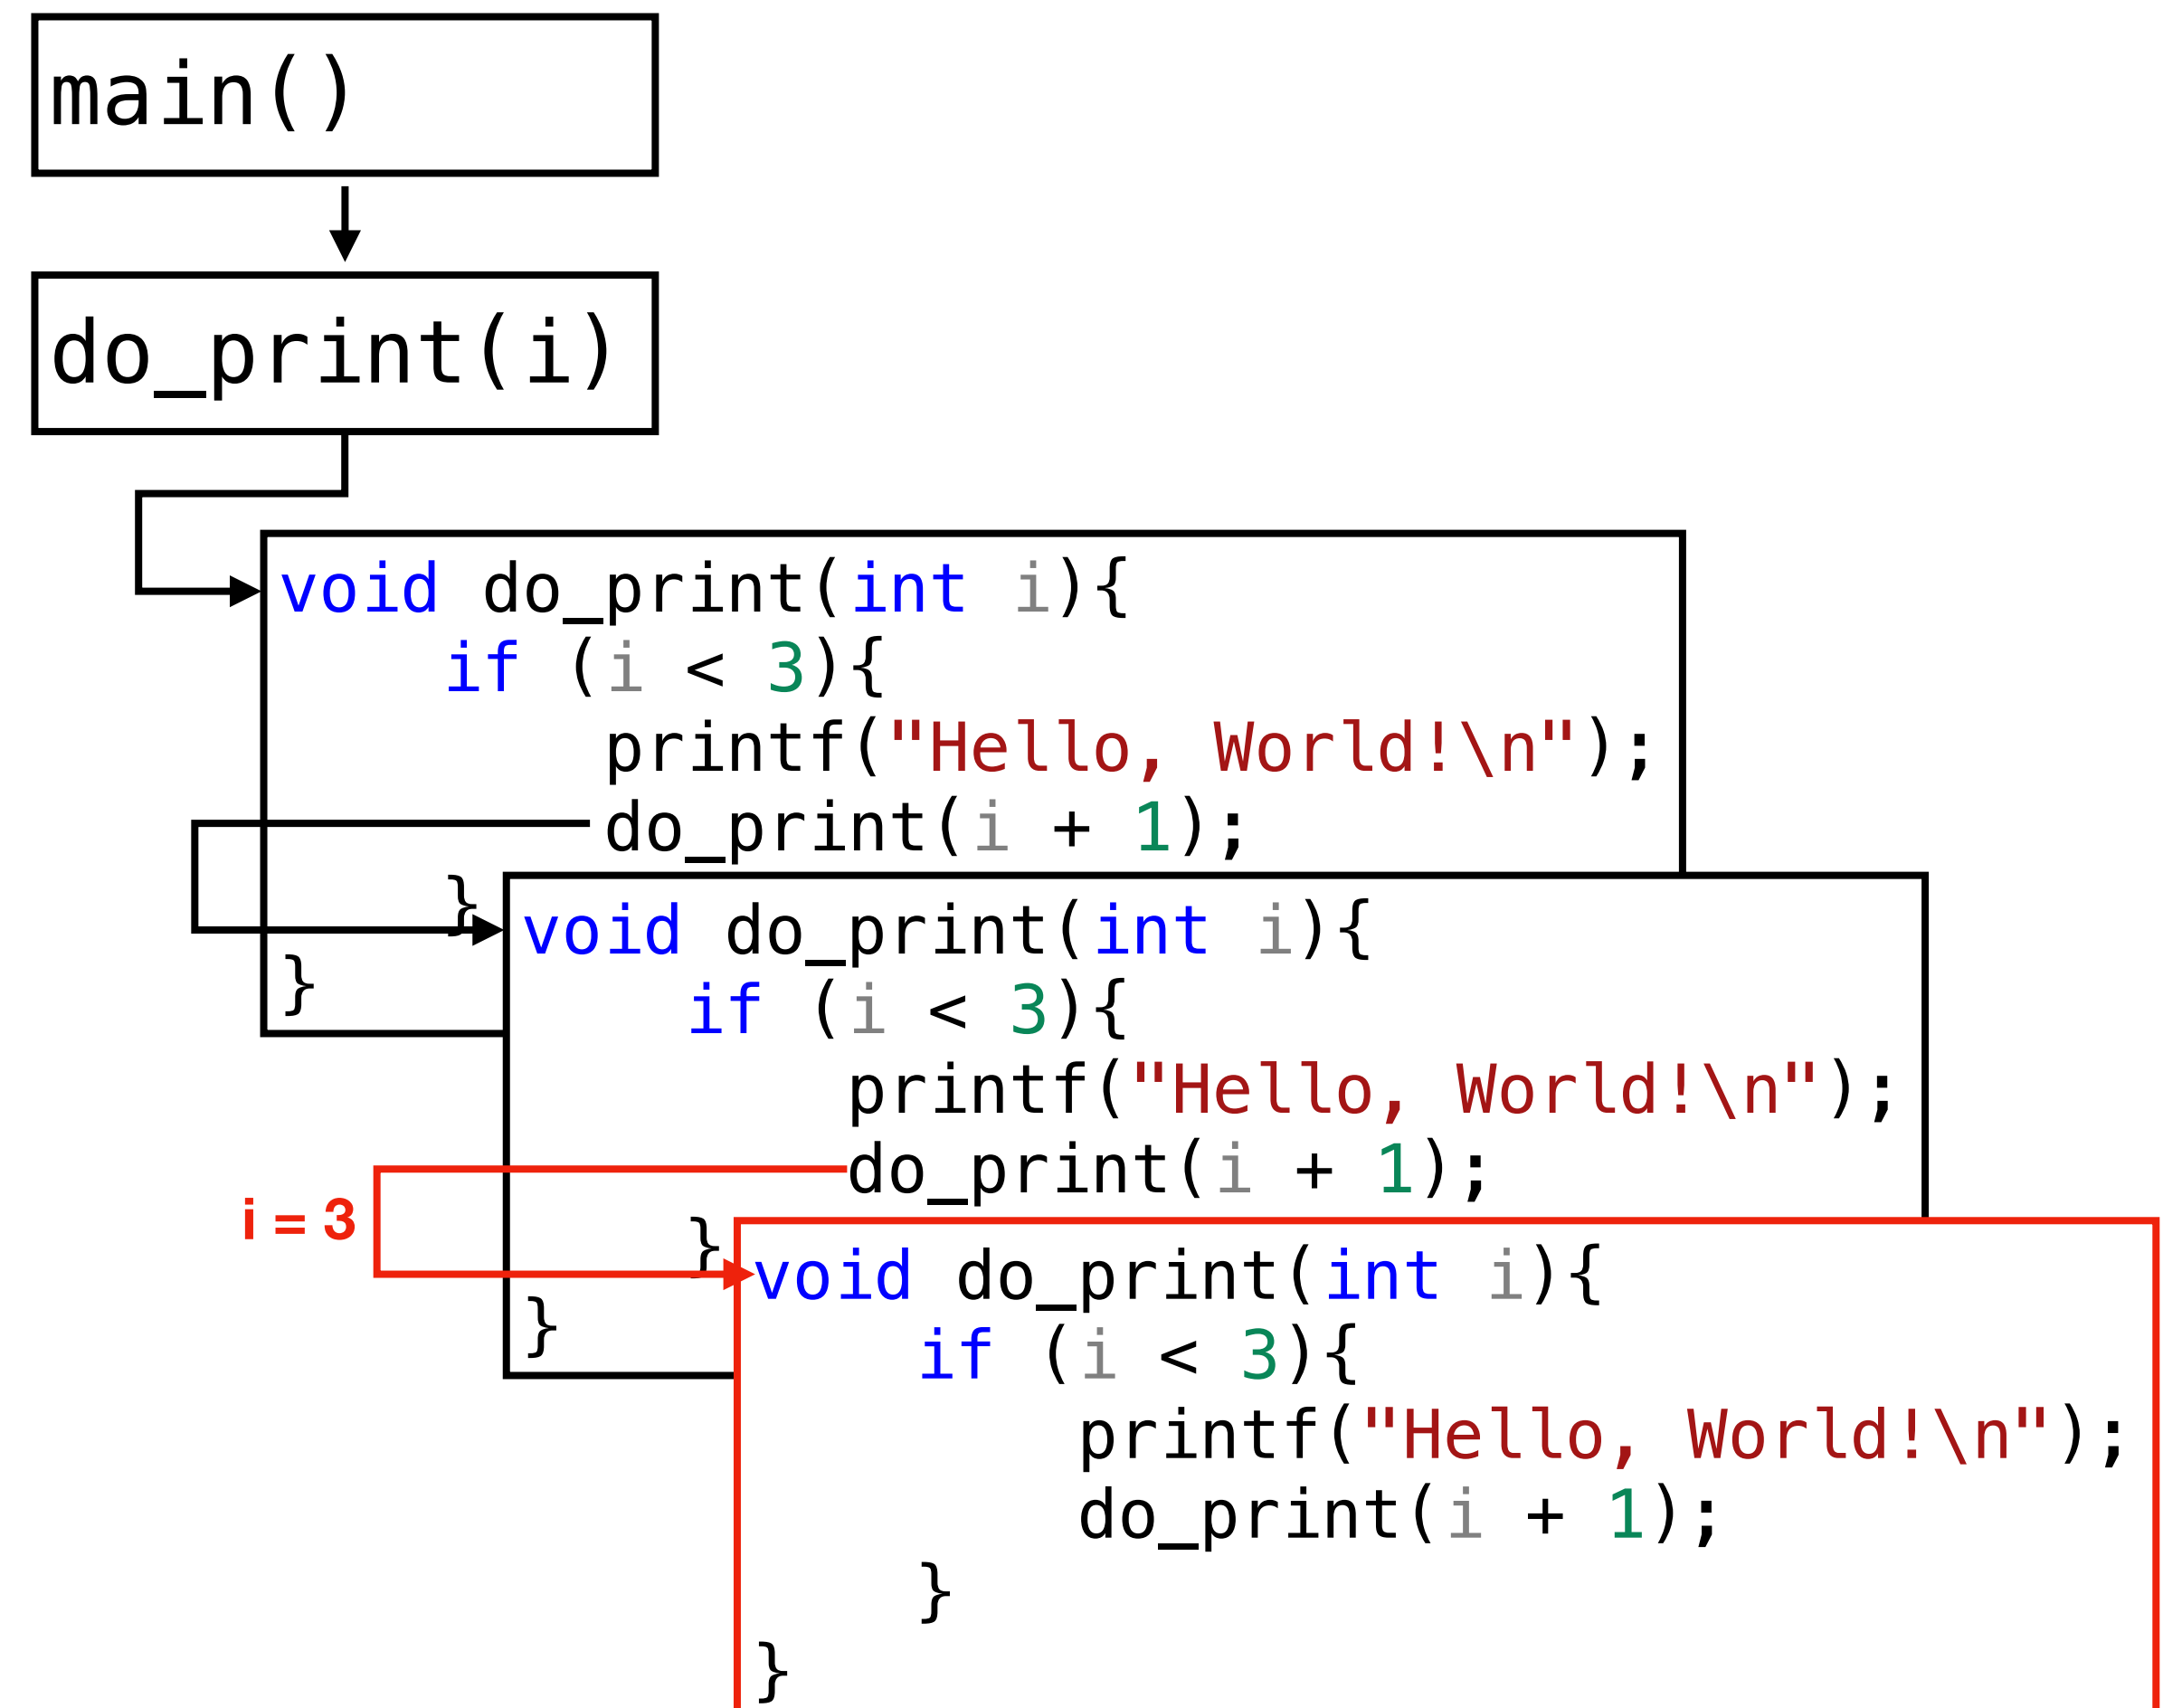 main()
do_print(i)
void do_print(int i){
if (i < 3){
printf("Hello, World!\n");
do_print(i + 1);
}
}
void do_print(int i){
if (i < 3){
printf("Hello, World!\n");
do_print(i + 1);
}
}
i = 3
void do_print(int i){
if (i < 3){
printf("Hello, World!\n");
do_print(i + 1);
}
}